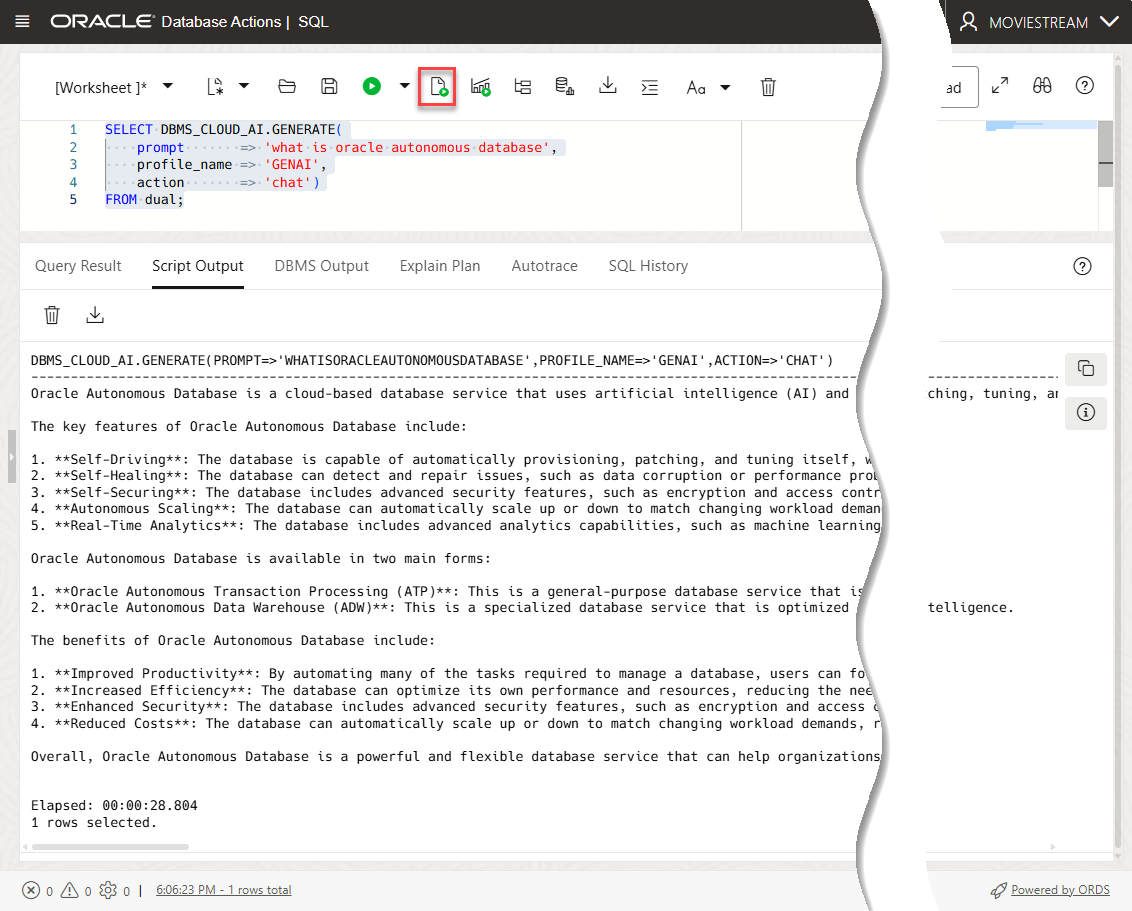 ORACLE Database Actions | SQL MOVIESTREAM
[Worksheet ]* Aa ad
1 SELECT DBMS_CLOUD_AI.GENERATE(
2 prompt => 'what is oracle autonomous database',
3 profile_name => 'GENAI',
4 action => 'chat')
5 FROM dual;
Query Result Script Output DBMS Output Explain Plan Autotrace SQL History
DBMS_CLOUD_AI.GENERATE(PROMPT=>'WHATISORACLEAUTONOMOUSDATABASE',PROFILE_NAME=>'GENAI',ACTION=>'CHAT')
Oracle Autonomous Database is a cloud-based database service that uses artificial intelligence (AI) and ching, tuning, an
The key features of Oracle Autonomous Database include:
1. **Self-Driving**: The database is capable of automatically provisioning, patching, and tuning itself, w
2. **Self-Healing**: The database can detect and repair issues, such as data corruption or performance prob
3. **Self-Securing**: The database includes advanced security features, such as encryption and access contr
4. **Autonomous Scaling**: The database can automatically scale up or down to match changing workload deman
5. **Real-Time Analytics**: The database includes advanced analytics capabilities, such as machine learning
Oracle Autonomous Database is available in two main forms:
1. **Oracle Autonomous Transaction Processing (ATP)**: This is a general-purpose database service that is
2. **Oracle Autonomous Data Warehouse (ADW)**: This is a specialized database service that is optimized telligence.
The benefits of Oracle Autonomous Database include:
1. **Improved Productivity**: By automating many of the tasks required to manage a database, users can fo
2. **Increased Efficiency**: The database can optimize its own performance and resources, reducing the nee
3. **Enhanced Security**: The database includes advanced security features, such as encryption and access c
4. **Reduced Costs**: The database can automatically scale up or down to match changing workload demands, r
Overall, Oracle Autonomous Database is a powerful and flexible database service that can help organizations
Elapsed: 00:00:28.804
1 rows selected.
0 0 0 | 6:06:23 PM - 1 rows total Powered by ORDS